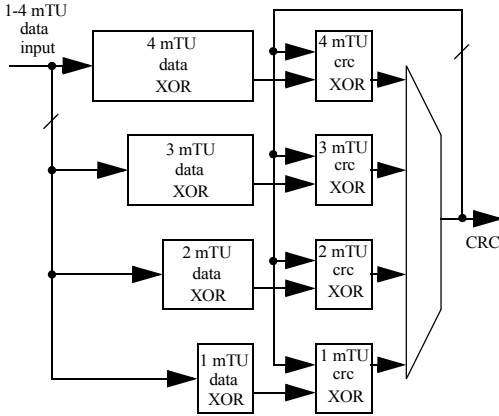 1-4 mTU
data
input
4 mTU
data
XOR
4 mTU
crc
XOR
3 mTU
data
XOR
3 mTU
crc
XOR
2 mTU
data
XOR
2 mTU
crc
XOR
1 mTU
data
XOR
1 mTU
crc
XOR
CRC